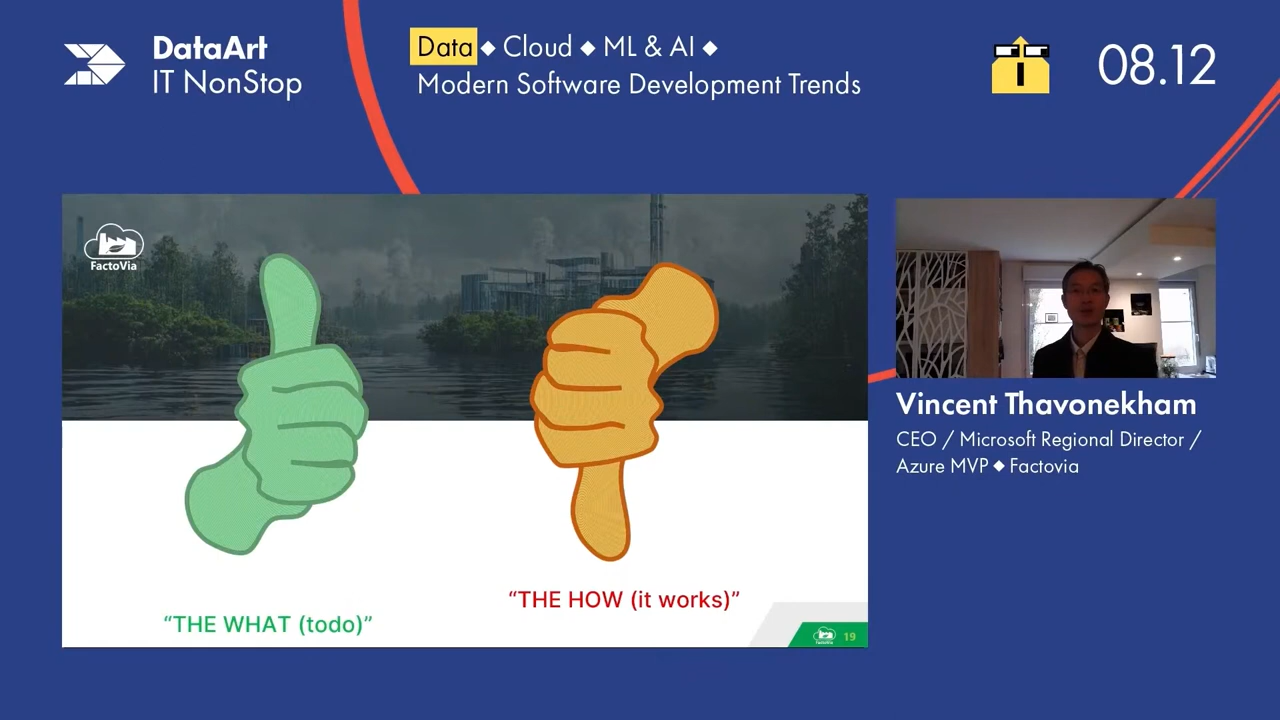 DataArt
IT NonStop
Data ◆ Cloud ◆ ML & AI ◆
Modern Software Development Trends
08.12
FactoVia
Vincent Thavonekham
CEO / Microsoft Regional Director /
Azure MVP ◆ Factovia
"THE HOW (it works)"
"THE WHAT (todo)"
FactoVia
19